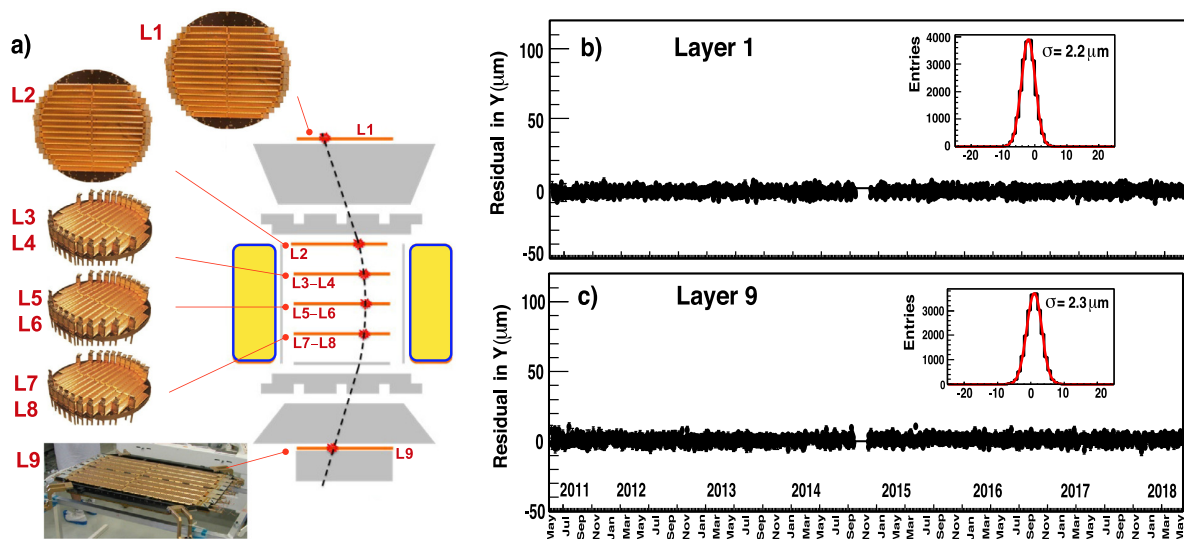 a)
L1
L2
L3
L4
L5
L6
L7
L8
L9
L1
L2
L3–L4
L5–L6
L7–L8
L9
b) Layer 1
Residual in Y (μm)
100
50
0
-50
Entries
4000
3000
2000
1000
0
σ= 2.2 μm
-20 -10 0 10 20
c) Layer 9
Residual in Y (μm)
100
50
0
-50
Entries
3000
2000
1000
0
σ= 2.3 μm
-20 -10 0 10 20
2011 2012 2013 2014 2015 2016 2017 2018
May Jul Sep Nov Jan Mar May Jul Sep Nov Jan Mar May Jul Sep Nov Jan Mar May Jul Sep Nov Jan Mar May Jul Sep Nov Jan Mar May Jul Sep Nov Jan Mar May Jul Sep Nov Jan Mar May